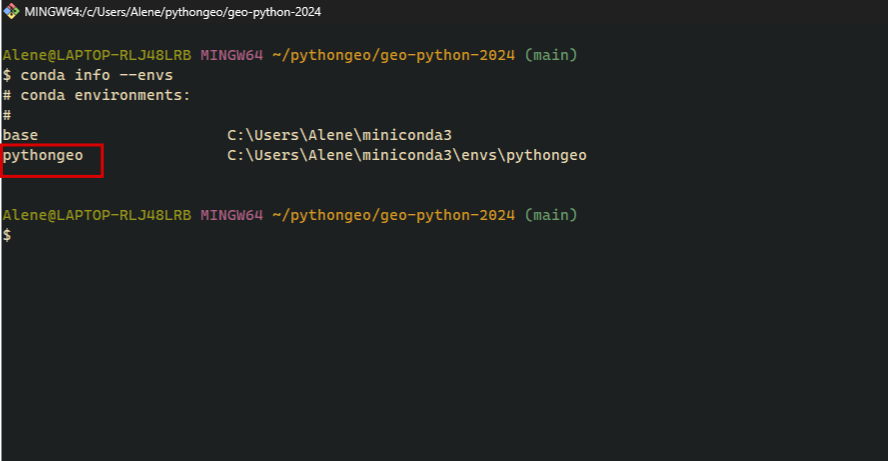 MINGW64:/c/Users/Alene/pythongeo/geo-python-2024
Alene@LAPTOP-RLJ48LRB MINGW64 ~/pythongeo/geo-python-2024 (main)
$ conda info --envs
# conda environments:
#
base                     C:\Users\Alene\miniconda3
pythongeo                C:\Users\Alene\miniconda3\envs\pythongeo
Alene@LAPTOP-RLJ48LRB MINGW64 ~/pythongeo/geo-python-2024 (main)
$